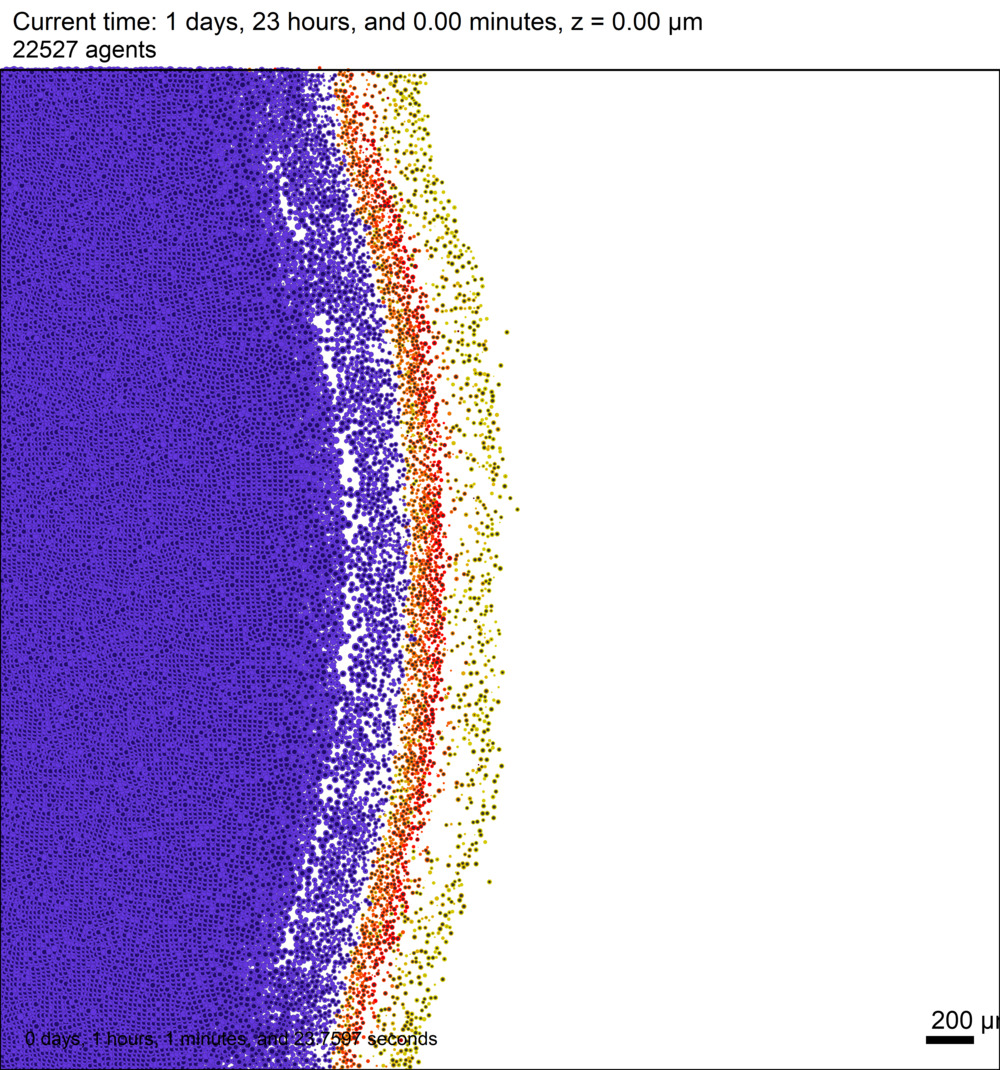 Current time: 1 days, 23 hours, and 0.00 minutes, z = 0.00 µm
22527 agents
200 µ
0 days, 1 hours, 1 minutes, and 23.7597 seconds